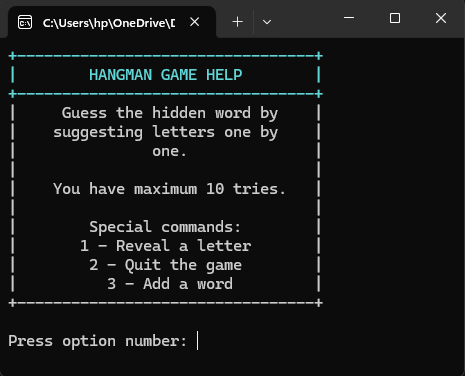 C:\Users\hp\OneDrive\D
+---------------------------------+
| HANGMAN GAME HELP |
+---------------------------------+
| Guess the hidden word by |
| suggesting letters one by |
| one. |
| |
| You have maximum 10 tries. |
| |
| Special commands: |
| 1 - Reveal a letter |
| 2 - Quit the game |
| 3 - Add a word |
+---------------------------------+
Press option number: